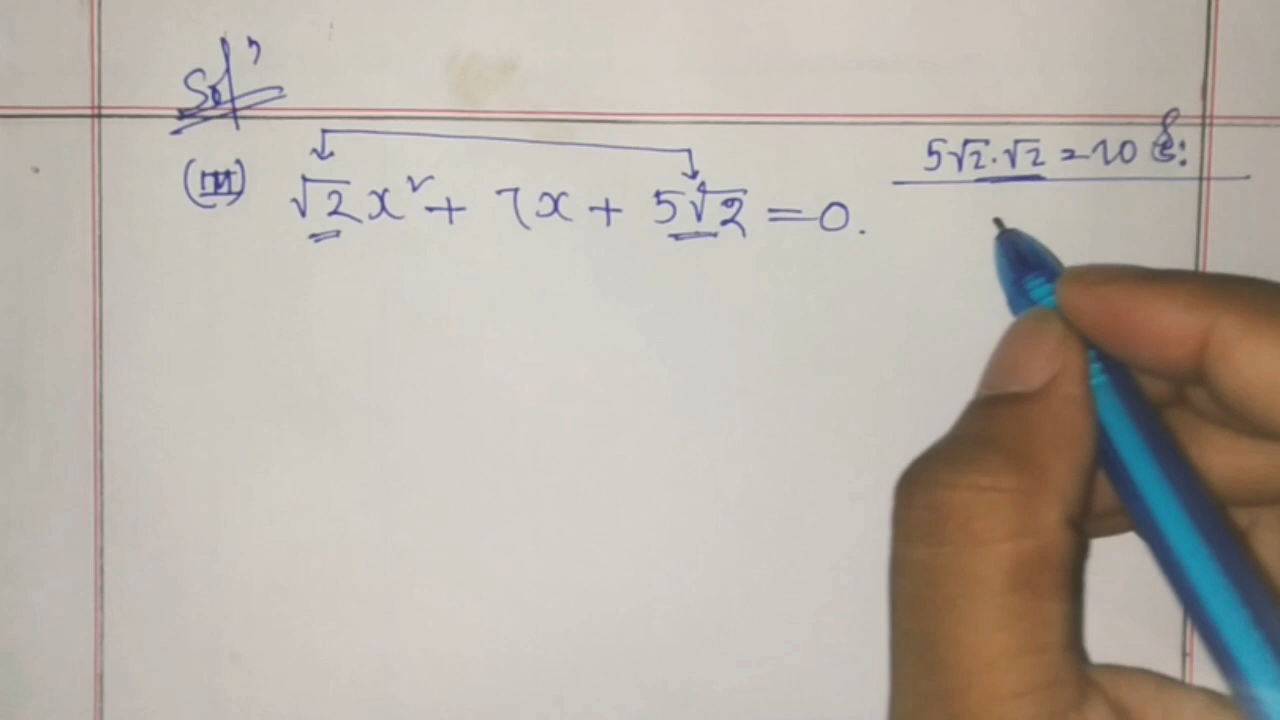 Sol'
(III) √2x² + 7x + 5√2 = 0.
5√2.√2 = 10